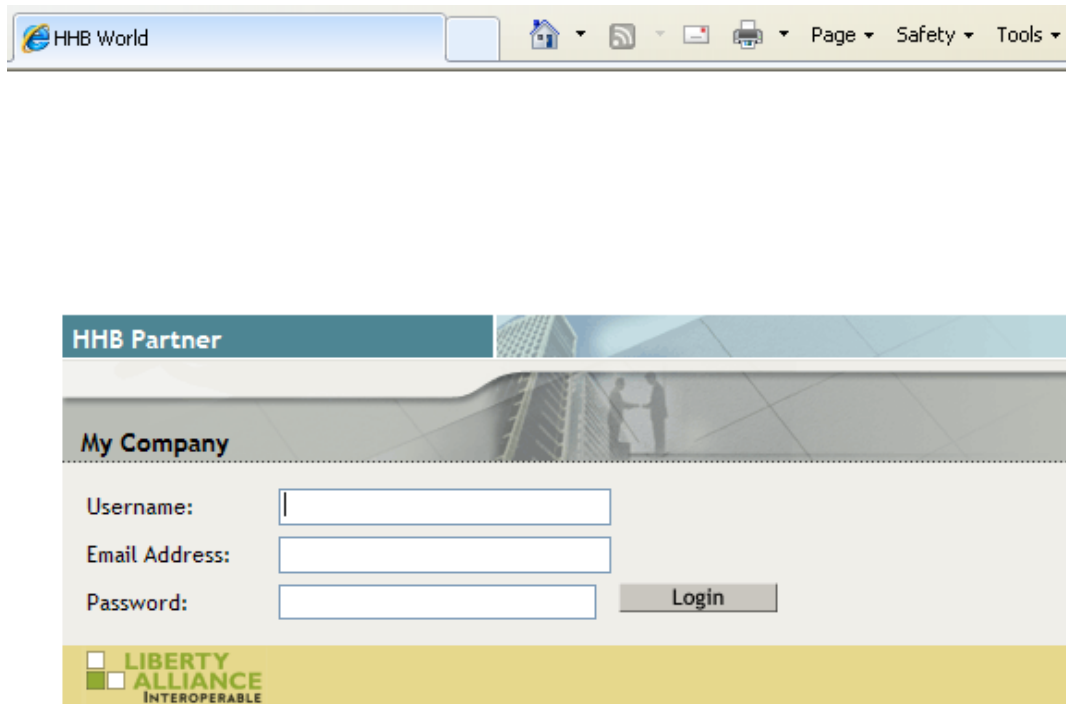 HHB World
Page Safety Tools
HHB Partner
My Company
Username:
Email Address:
Password:
Login
LIBERTY
ALLIANCE
INTEROPERABLE